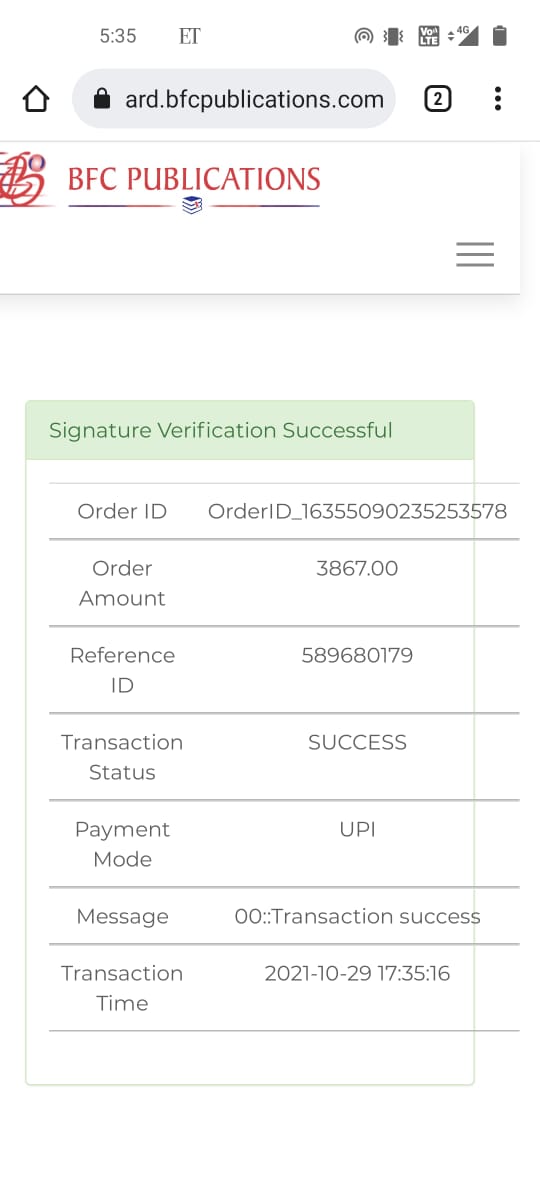 5:35 ET Vo)) LTE 4G
ard.bfcpublications.com 2
BFC PUBLICATIONS
Signature Verification Successful
Order ID OrderID_16355090235253578
Order Amount 3867.00
Reference ID 589680179
Transaction Status SUCCESS
Payment Mode UPI
Message 00::Transaction success
Transaction Time 2021-10-29 17:35:16